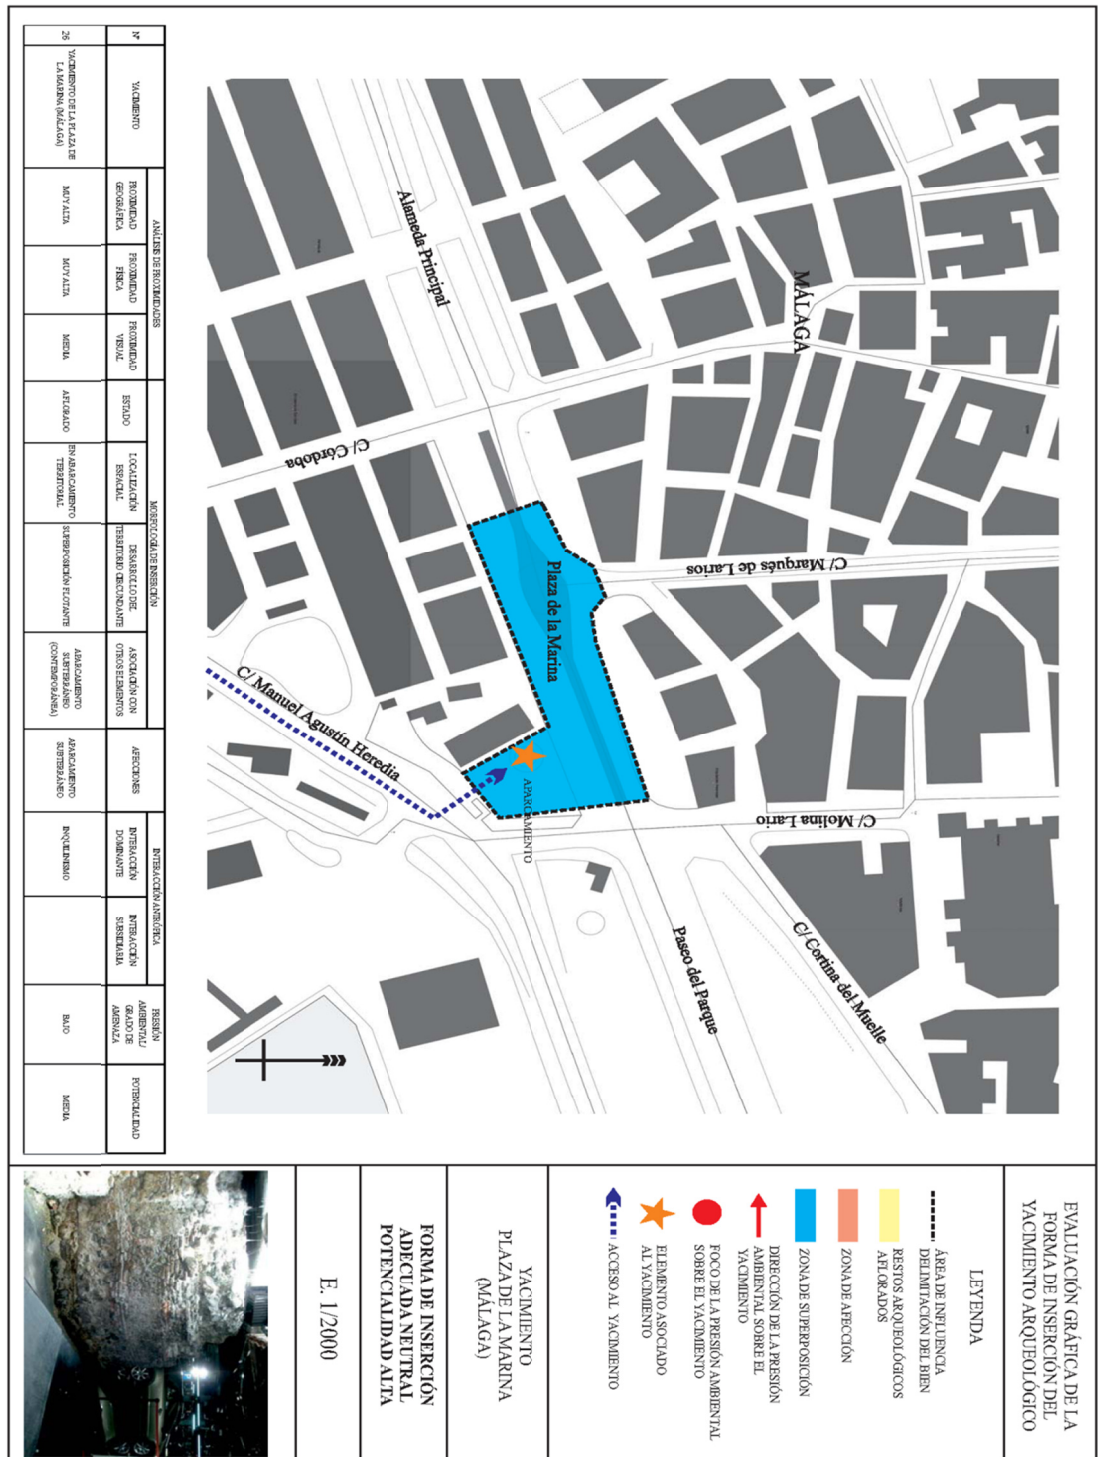 EVALUACIÓN GRÁFICA DE LA
FORMA DE INSERCIÓN DEL
YACIMIENTO ARQUEOLÓGICO
LEYENDA
ÁREA DE INFLUENCIA
DELIMITACIÓN DEL BIEN
RESTOS ARQUEOLÓGICOS
AFLORADOS
ZONA DE AFECCIÓN
ZONA DE SUPERPOSICIÓN
DIRECCIÓN DE LA PRESIÓN
AMBIENTAL SOBRE EL
YACIMIENTO
FOCO DE LA PRESIÓN AMBIENTAL
SOBRE EL YACIMIENTO
ELEMENTO ASOCIADO
AL YACIMIENTO
ACCESO AL YACIMIENTO
YACIMIENTO
PLAZA DE LA MARINA
(MÁLAGA)
FORMA DE INSERCIÓN
ADECUADA NEUTRAL
POTENCIALIDAD ALTA
E. 1/2000
MÁLAGA
Alameda Principal
C/ Córdoba
C/ Marqués de Larios
Plaza de la Marina
C/ Manuel Agustín Heredia
APARCAMIENTO
C/ Molina Lario
Paseo del Parque
C/ Cortina del Muelle
Nº
YACIMIENTO
ANÁLISIS DE PROXIMIDADES
PROXIMIDAD
GEOGRÁFICA
PROXIMIDAD
FÍSICA
PROXIMIDAD
VISUAL
MORFOLOGÍA DE INSERCIÓN
ESTADO
LOCALIZACIÓN
ESPACIAL
DESARROLLO DEL
TERRITORIO CIRCUNDANTE
ASOCIACIÓN CON
OTROS ELEMENTOS
AFECCIONES
INTERACCIÓN ANTRÓPICA
INTERACCIÓN
DOMINANTE
INTERACCIÓN
SUBSIDIARIA
PRESIÓN
AMBIENTAL/
GRADO DE
AMENAZA
POTENCIALIDAD
26
YACIMIENTO DE LA PLAZA DE
LA MARINA (MÁLAGA)
MUY ALTA
MUY ALTA
MEDIA
AFLORADO
EN ABARCAMIENTO
TERRITORIAL
SUPERPOSICIÓN FLOTANTE
APARCAMIENTO
SUBTERRÁNEO
(CONTEMPORÁNEA)
APARCAMIENTO
SUBTERRÁNEO
INQUILINISMO
BAJO
MEDIA